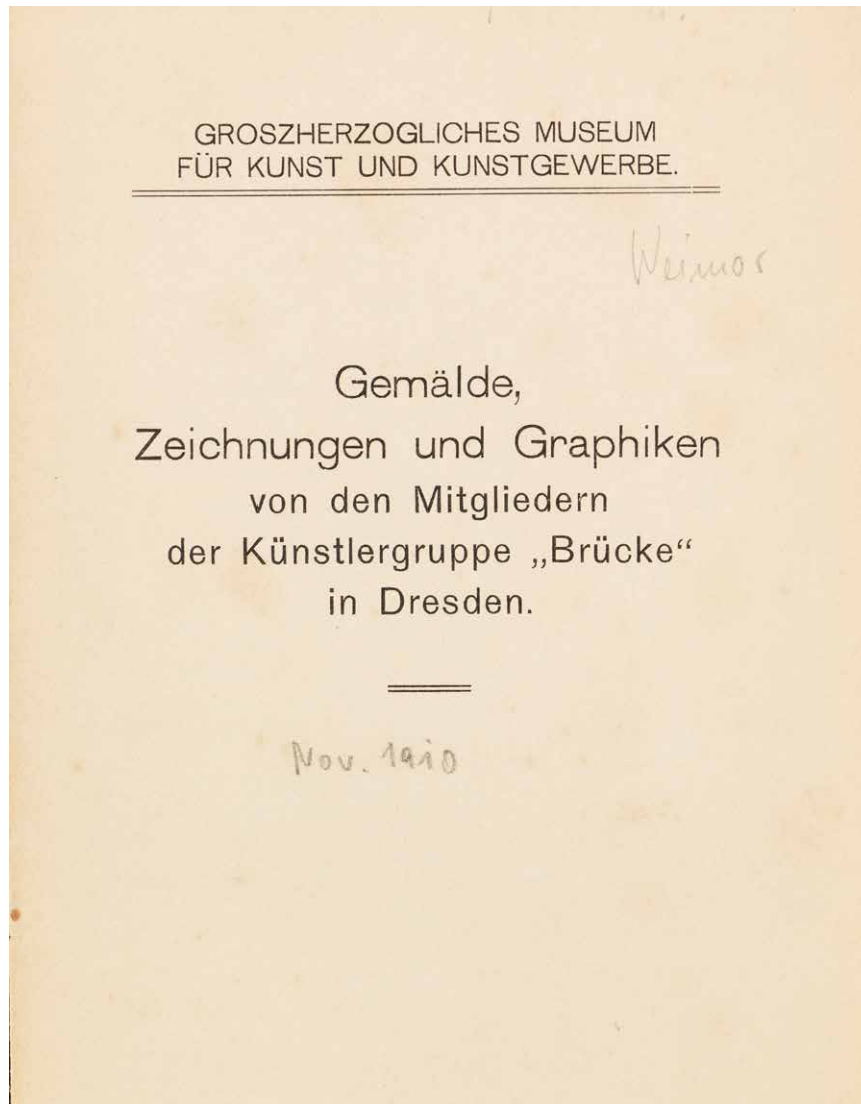 GROSZHERZOGLICHES MUSEUM
FÜR KUNST UND KUNSTGEWERBE.
Weimar
Gemälde,
Zeichnungen und Graphiken
von den Mitgliedern
der Künstlergruppe „Brücke“
in Dresden.
Nov. 1910